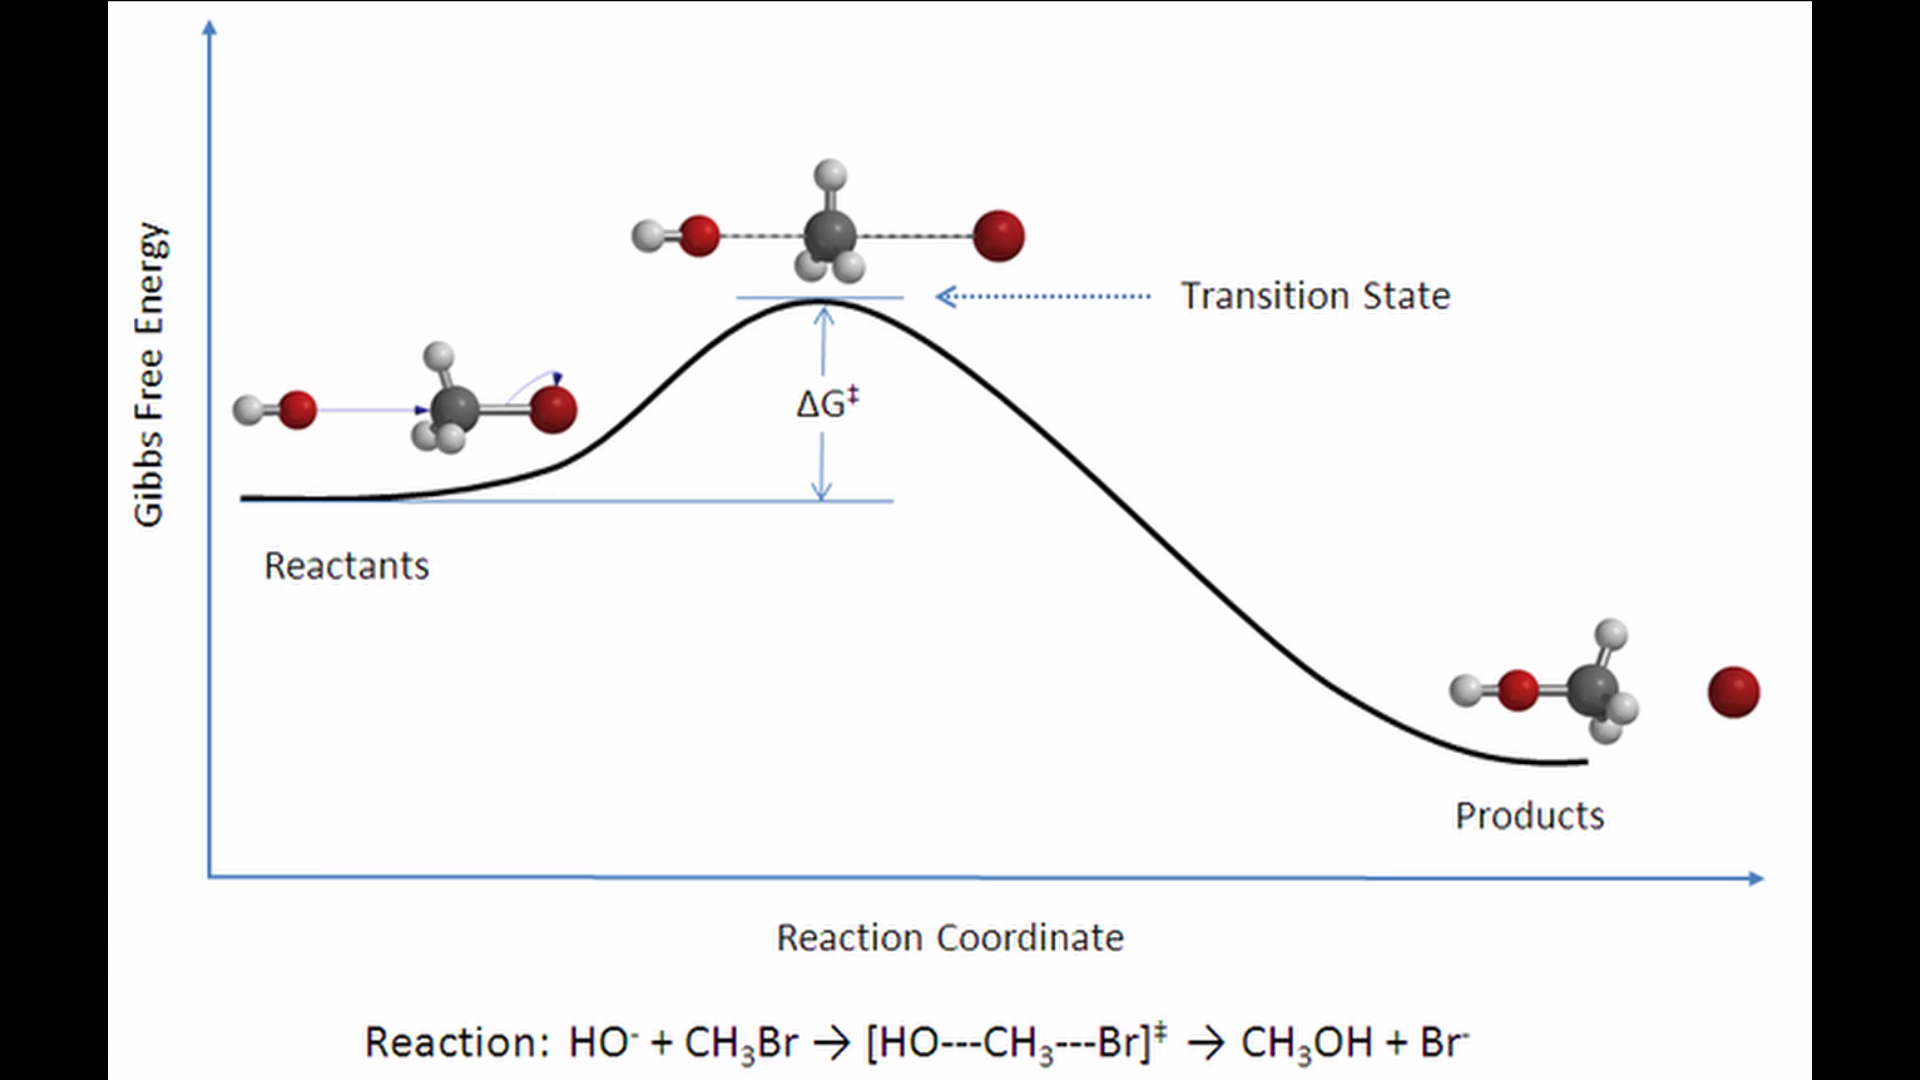 Gibbs Free Energy
Transition State
ΔG‡
Reactants
Products
Reaction Coordinate
Reaction: HO⁻ + CH₃Br → [HO---CH₃---Br]‡ → CH₃OH + Br⁻